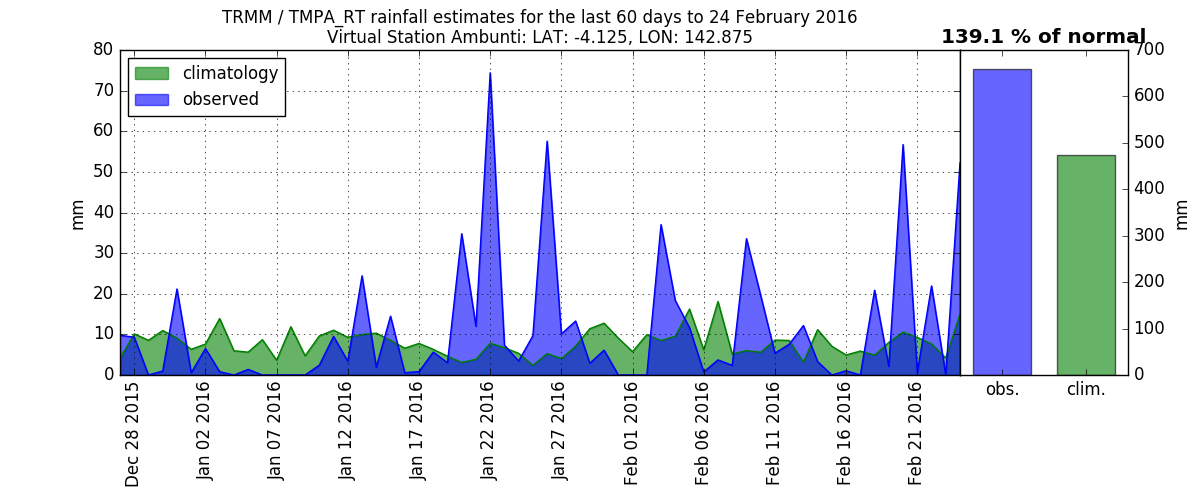 TRMM / TMPA_RT rainfall estimates for the last 60 days to 24 February 2016
Virtual Station Ambunti: LAT: -4.125, LON: 142.875
139.1 % of normal
climatology
observed
80
70
60
50
40
30
20
10
0
mm
Dec 28 2015
Jan 02 2016
Jan 07 2016
Jan 12 2016
Jan 17 2016
Jan 22 2016
Jan 27 2016
Feb 01 2016
Feb 06 2016
Feb 11 2016
Feb 16 2016
Feb 21 2016
700
600
500
400
300
200
100
0
mm
obs.
clim.